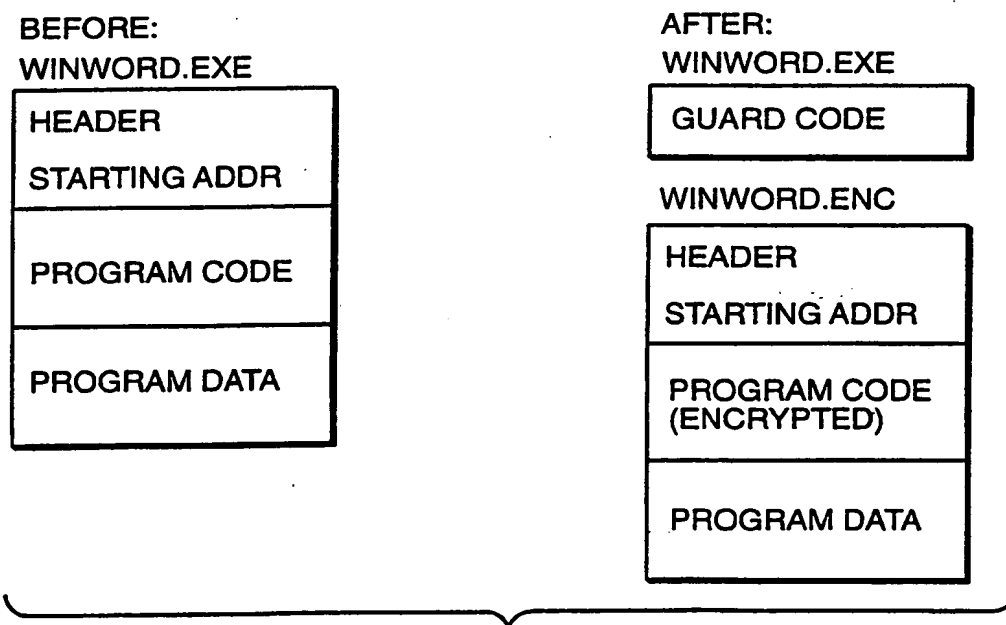 BEFORE:
WINWORD.EXE
HEADER
STARTING ADDR
PROGRAM CODE
PROGRAM DATA
AFTER:
WINWORD.EXE
GUARD CODE
WINWORD.ENC
HEADER
STARTING ADDR
PROGRAM CODE
(ENCRYPTED)
PROGRAM DATA